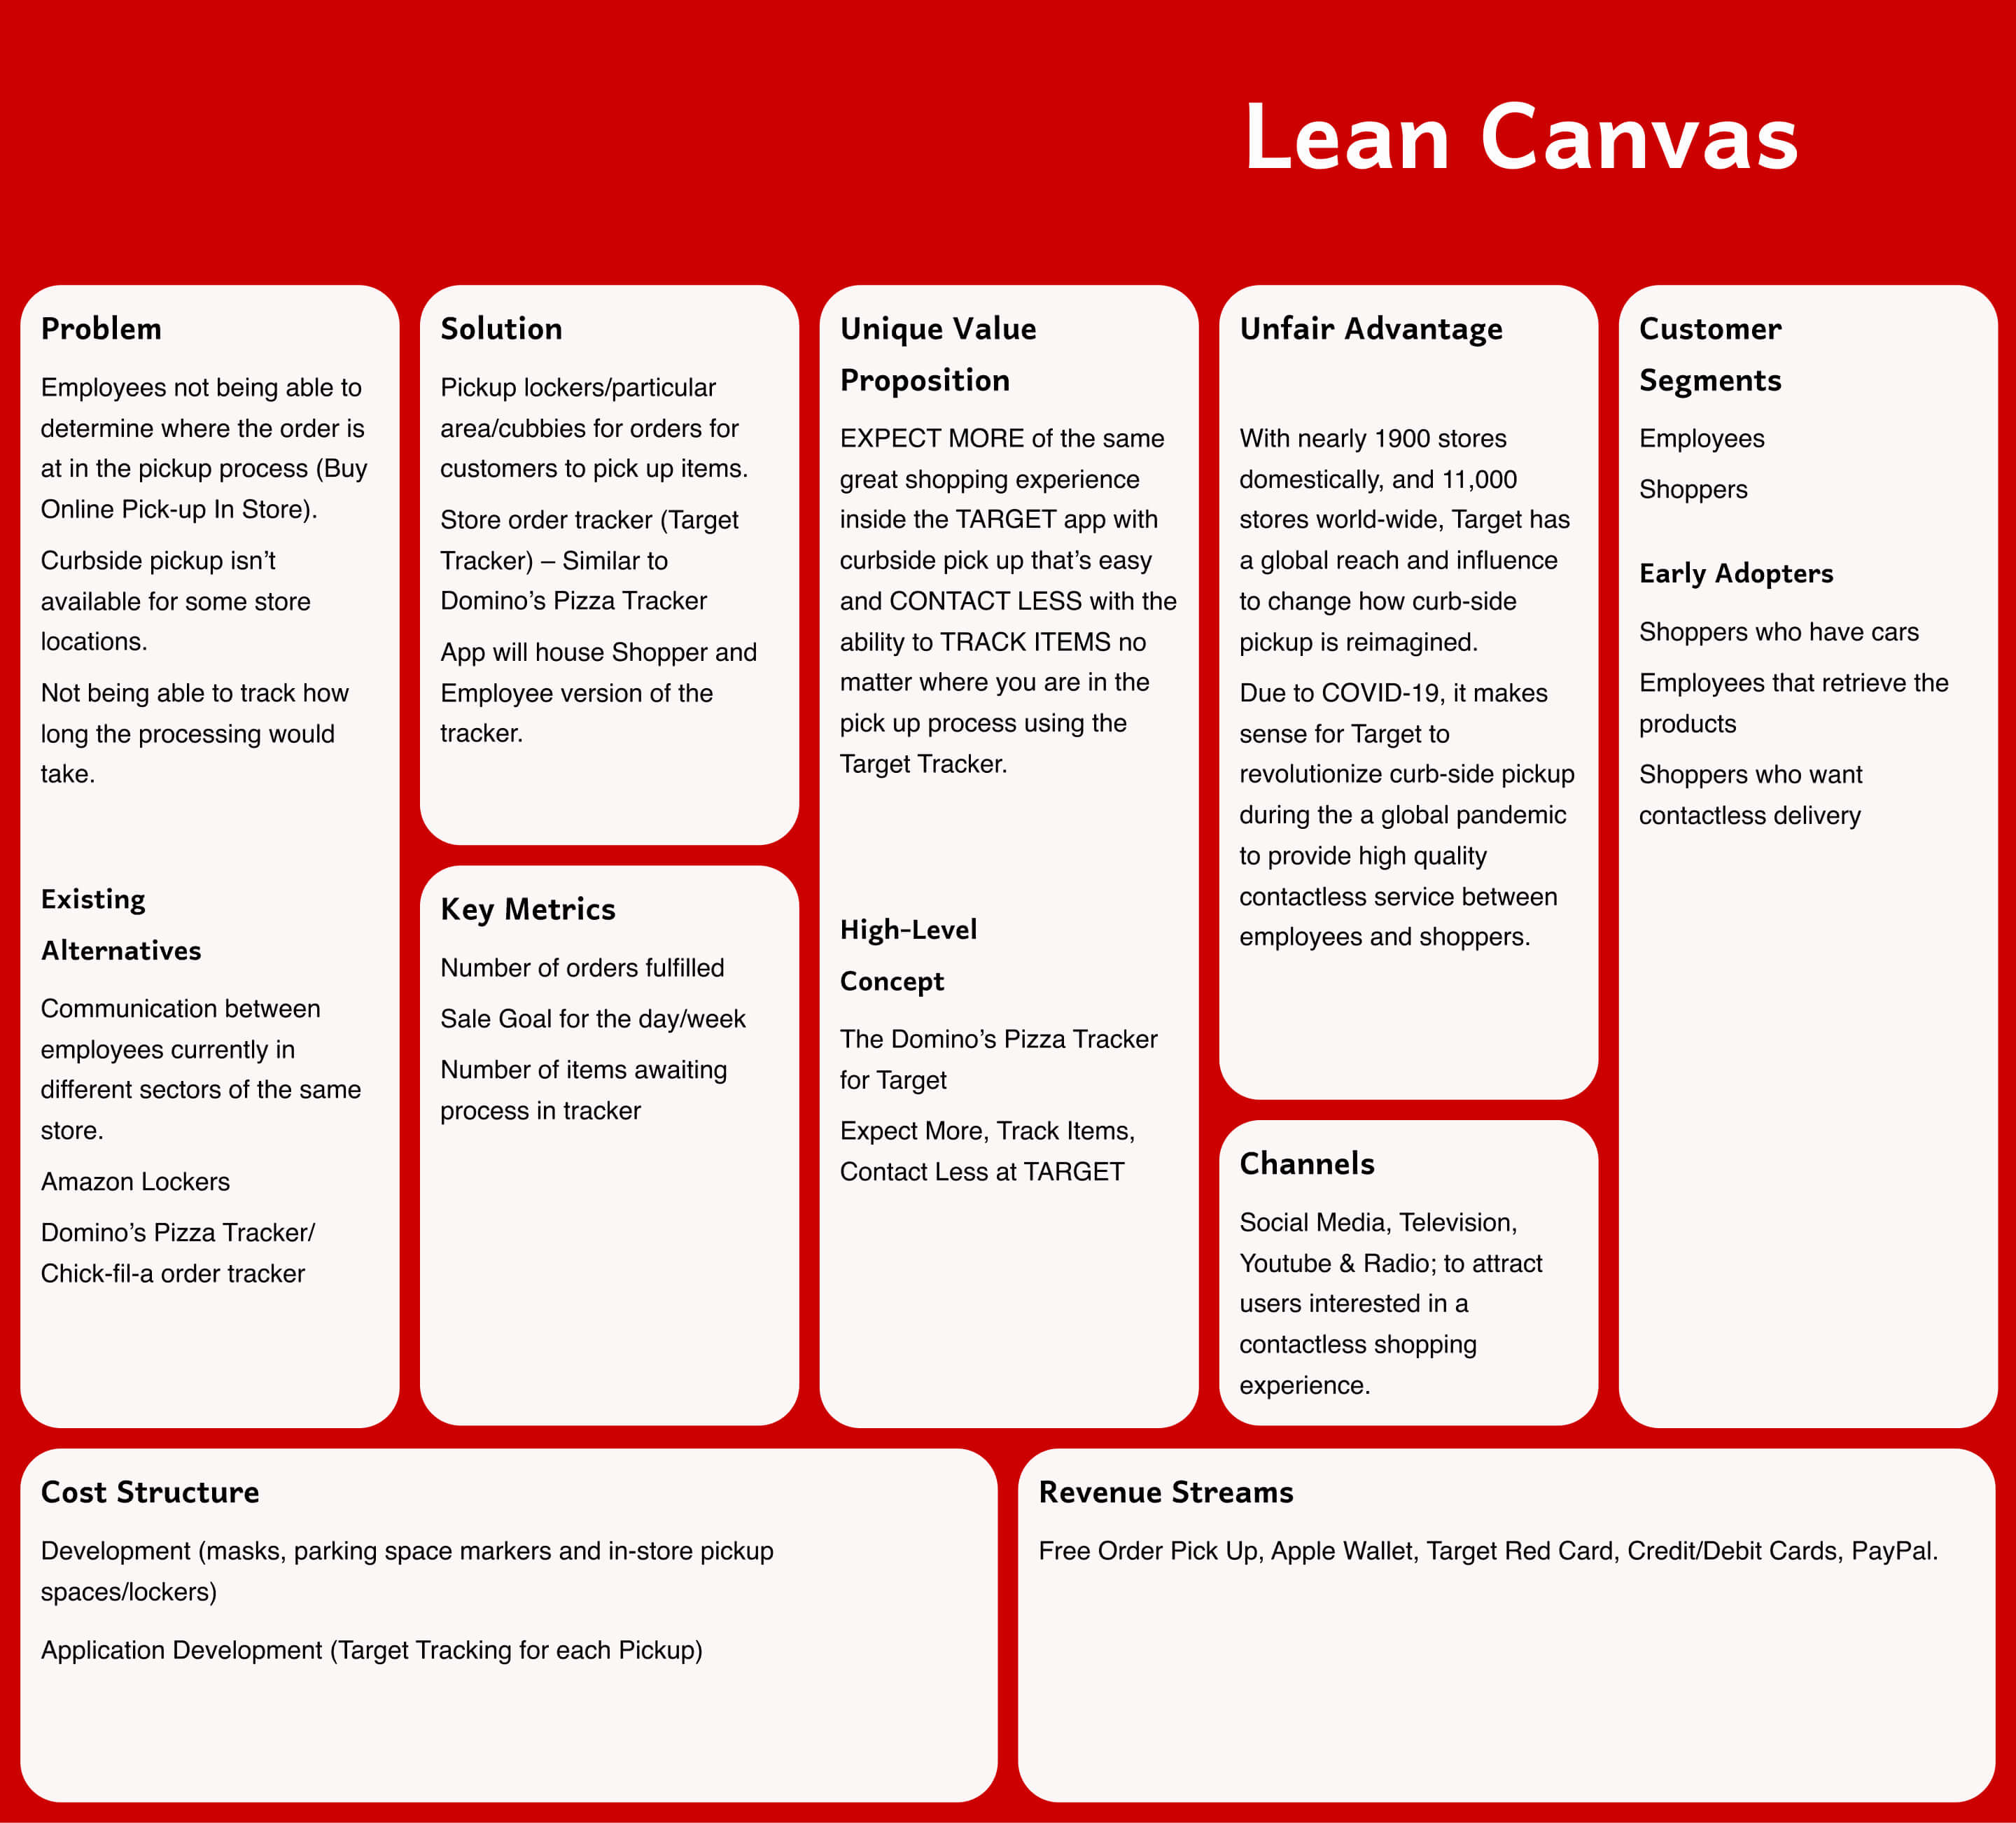 Lean Canvas
Problem
Employees not being able to
determine where the order is
at in the pickup process (Buy
Online Pick-up In Store).
Curbside pickup isn’t
available for some store
locations.
Not being able to track how
long the processing would
take.
Existing
Alternatives
Communication between
employees currently in
different sectors of the same
store.
Amazon Lockers
Domino’s Pizza Tracker/
Chick-fil-a order tracker
Solution
Pickup lockers/particular
area/cubbies for orders for
customers to pick up items.
Store order tracker (Target
Tracker) – Similar to
Domino’s Pizza Tracker
App will house Shopper and
Employee version of the
tracker.
Key Metrics
Number of orders fulfilled
Sale Goal for the day/week
Number of items awaiting
process in tracker
Unique Value
Proposition
EXPECT MORE of the same
great shopping experience
inside the TARGET app with
curbside pick up that’s easy
and CONTACT LESS with the
ability to TRACK ITEMS no
matter where you are in the
pick up process using the
Target Tracker.
High-Level
Concept
The Domino’s Pizza Tracker
for Target
Expect More, Track Items,
Contact Less at TARGET
Unfair Advantage
With nearly 1900 stores
domestically, and 11,000
stores world-wide, Target has
a global reach and influence
to change how curb-side
pickup is reimagined.
Due to COVID-19, it makes
sense for Target to
revolutionize curb-side pickup
during the a global pandemic
to provide high quality
contactless service between
employees and shoppers.
Channels
Social Media, Television,
Youtube & Radio; to attract
users interested in a
contactless shopping
experience.
Customer
Segments
Employees
Shoppers
Early Adopters
Shoppers who have cars
Employees that retrieve the
products
Shoppers who want
contactless delivery
Cost Structure
Development (masks, parking space markers and in-store pickup
spaces/lockers)
Application Development (Target Tracking for each Pickup)
Revenue Streams
Free Order Pick Up, Apple Wallet, Target Red Card, Credit/Debit Cards, PayPal.